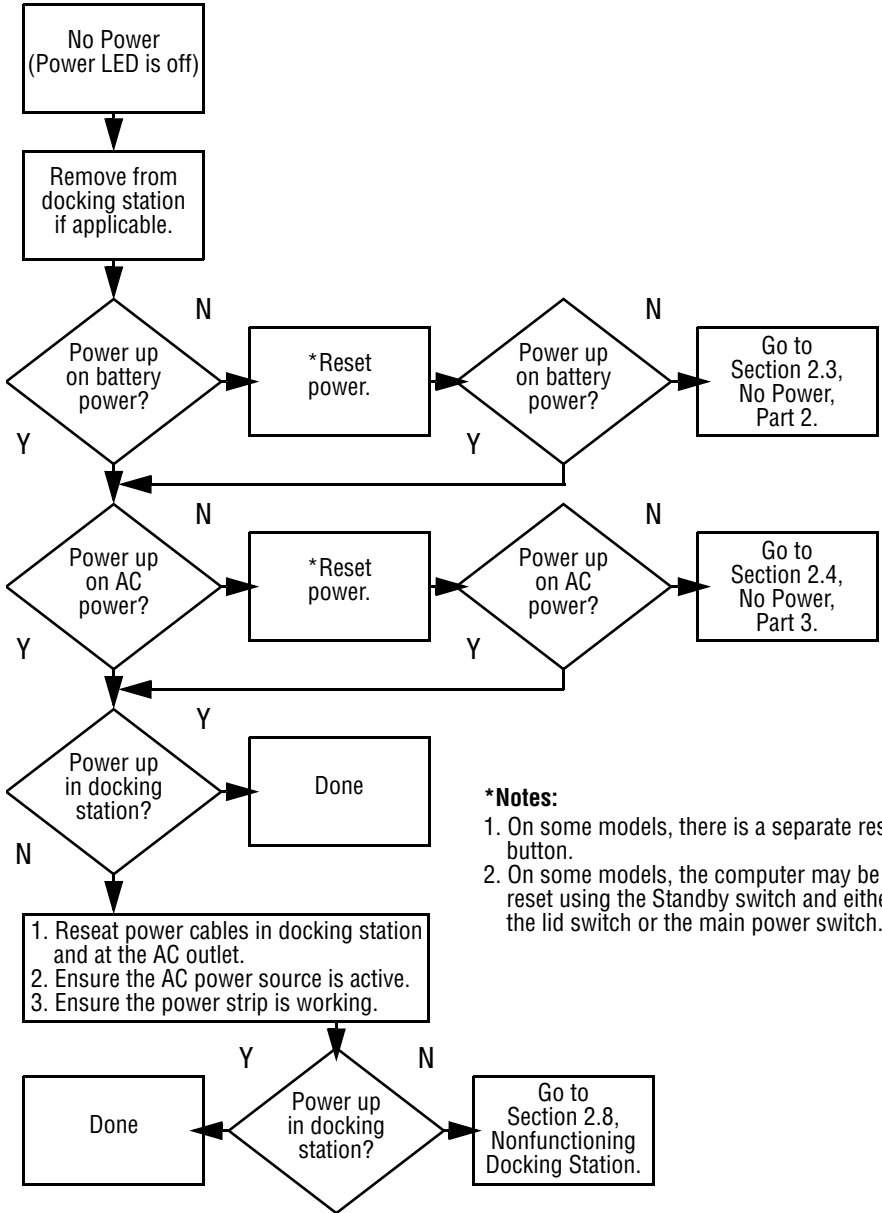 No Power
(Power LED is off)
Remove from
docking station
if applicable.
N
N
Power up
on battery
power?
*Reset
power.
Power up
on battery
power?
Go to
Section 2.3,
No Power,
Part 2.
Y
Y
N
N
Power up
on AC
power?
*Reset
power.
Power up
on AC
power?
Go to
Section 2.4,
No Power,
Part 3.
Y
Y
Y
Power up
in docking
station?
Done
N
*Notes:
1. On some models, there is a separate
button.
2. On some models, the computer may be
reset using the Standby switch and
the lid switch or the main power switch.
1. Reseat power cables in docking station
and at the AC outlet.
2. Ensure the AC power source is active.
3. Ensure the power strip is working.
Y
N
Done
Power up
in docking
station?
Go to
Section 2.8,
Nonfunctioning
Docking Station.